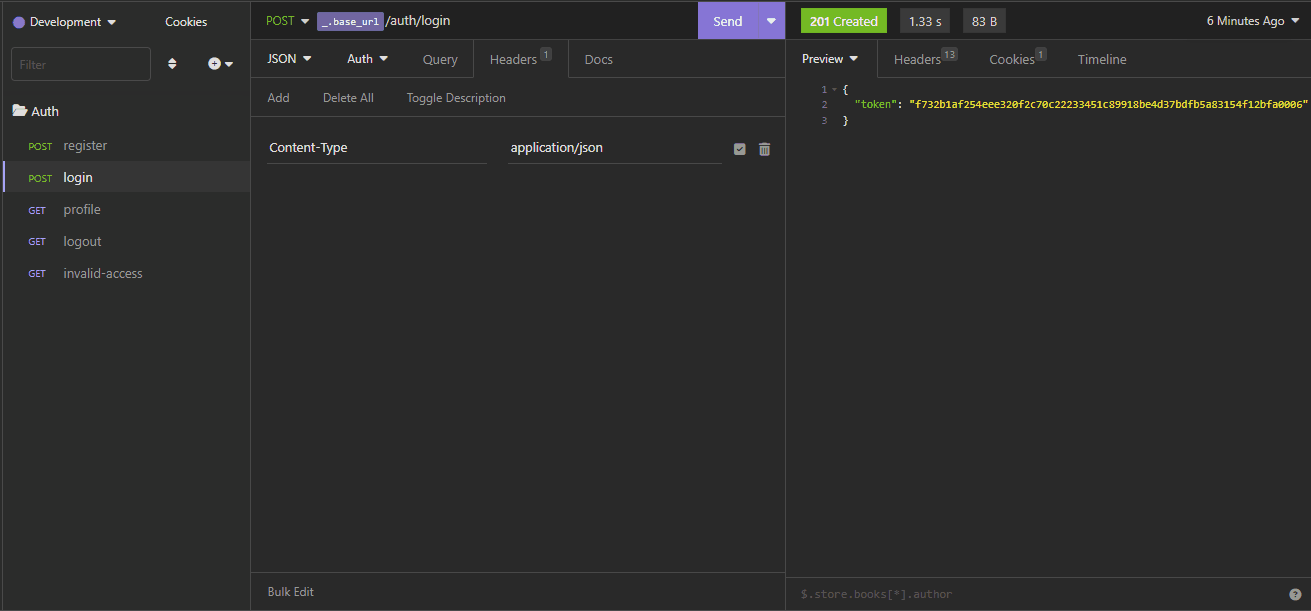 Development
Cookies
Filter
Auth
POST register
POST login
GET profile
GET logout
GET invalid-access
POST _.base_url/auth/login
Send
JSON Auth Query Headers 1 Docs
Add Delete All Toggle Description
Content-Type application/json
Bulk Edit
201 Created 1.33 s 83 B 6 Minutes Ago
Preview Headers 13 Cookies 1 Timeline
1 {
2 "token": "f732b1af254eee320f2c70c22233451c89918be4d37bdfb5a83154f12bfa0006"
3 }
$.store.books[*].author
?